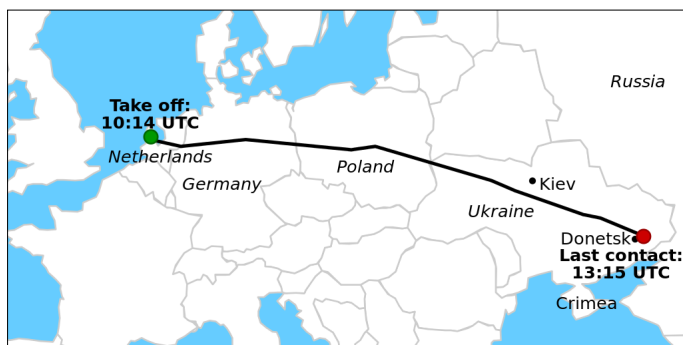 Russia
Take off:
10:14 UTC
Netherlands
Poland
Germany
Kiev
Ukraine
Donetsk
Last contact:
13:15 UTC
Crimea